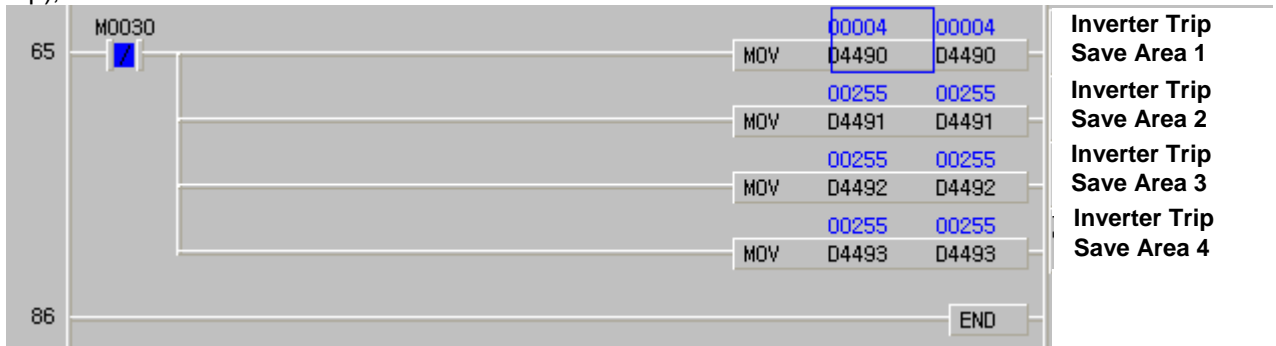 M0030 00004 00004 Inverter Trip
65 MOV D4490 D4490 Save Area 1
00255 00255 Inverter Trip
MOV D4491 D4491 Save Area 2
00255 00255 Inverter Trip
MOV D4492 D4492 Save Area 3
00255 00255 Inverter Trip
MOV D4493 D4493 Save Area 4
86 END